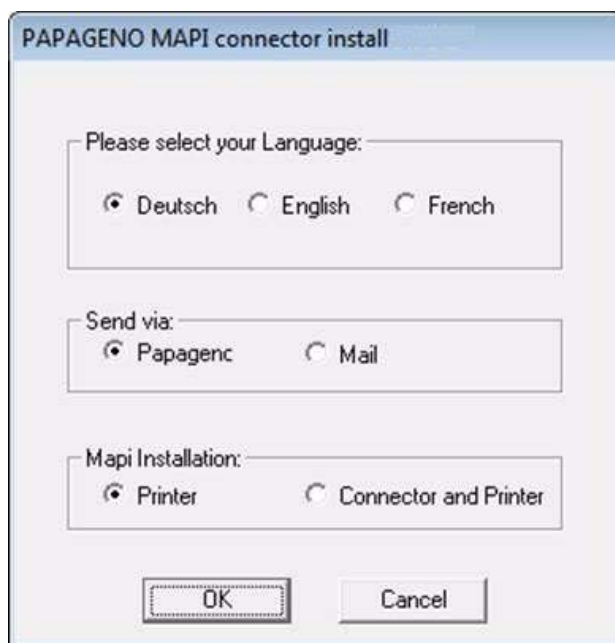 PAPAGENO MAPI connector install
Please select your Language:
Deutsch English French
Send via:
Papagenc Mail
Mapi Installation:
Printer Connector and Printer
OK Cancel